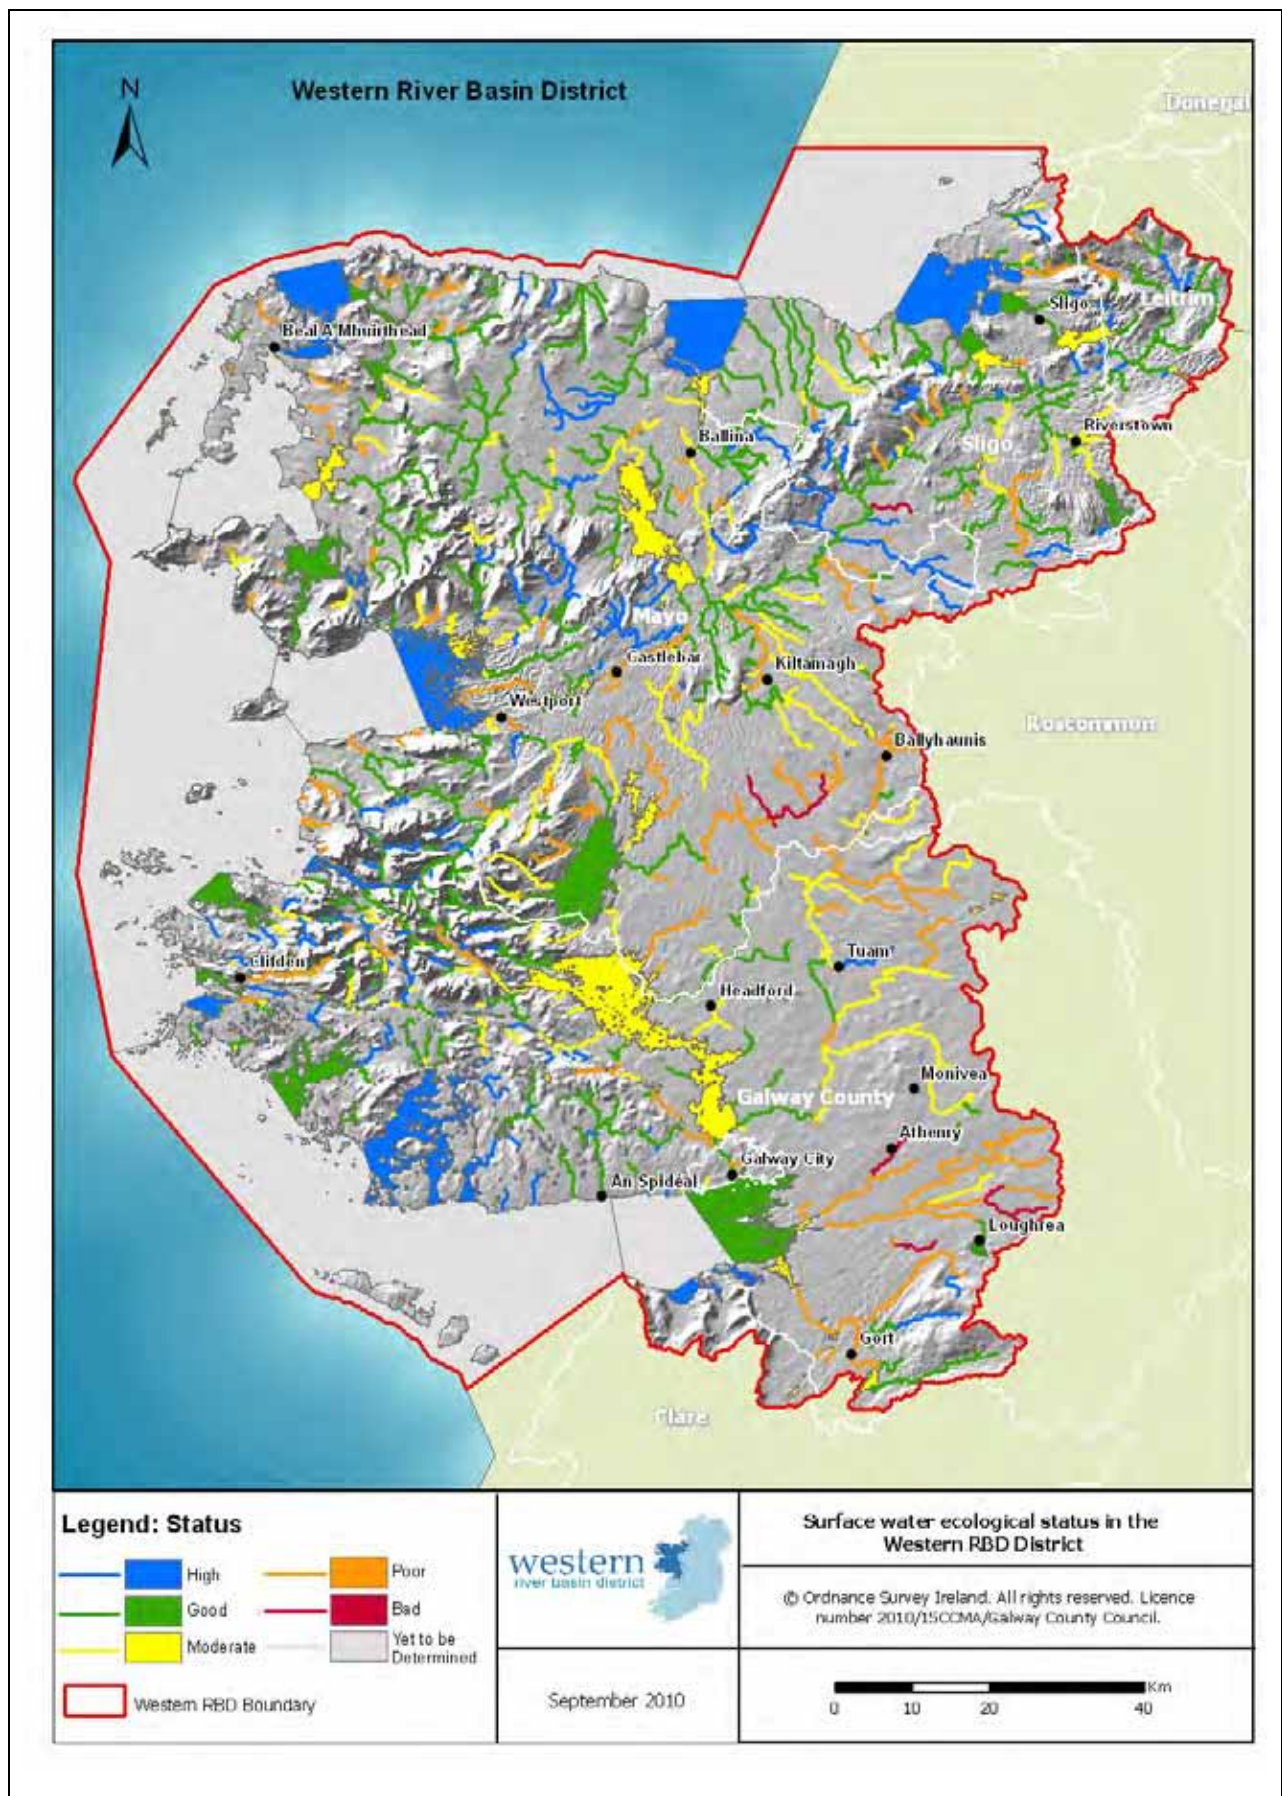 Western River Basin District
N
Donegal
Leitrim
Sligo
Beal A Mhuirthead
Riverstown
Ballina
Sligo
Mayo
Castlebar
Kiltamagh
Westport
Roscommon
Ballyhaunis
Tuam
Clifden
Headford
Monivea
Galway County
Athenry
Galway City
An Spidéal
Loughrea
Gort
Clare
Legend: Status
High
Good
Moderate
Poor
Bad
Yet to be
Determined
Western RBD Boundary
western
river basin district
September 2010
Surface water ecological status in the
Western RBD District
© Ordnance Survey Ireland. All rights reserved. Licence
number 2010/15CCMA/Galway County Council.
Km
0 10 20 40